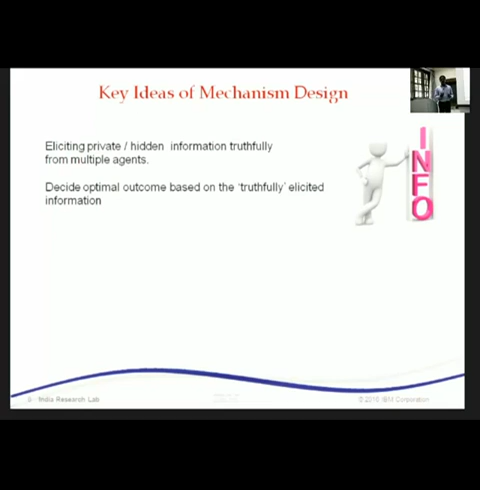 Key Ideas of Mechanism Design
Eliciting private / hidden information truthfully
from multiple agents.
Decide optimal outcome based on the 'truthfully' elicited
information
INFO
India Research Lab
© 2010 IBM Corporation